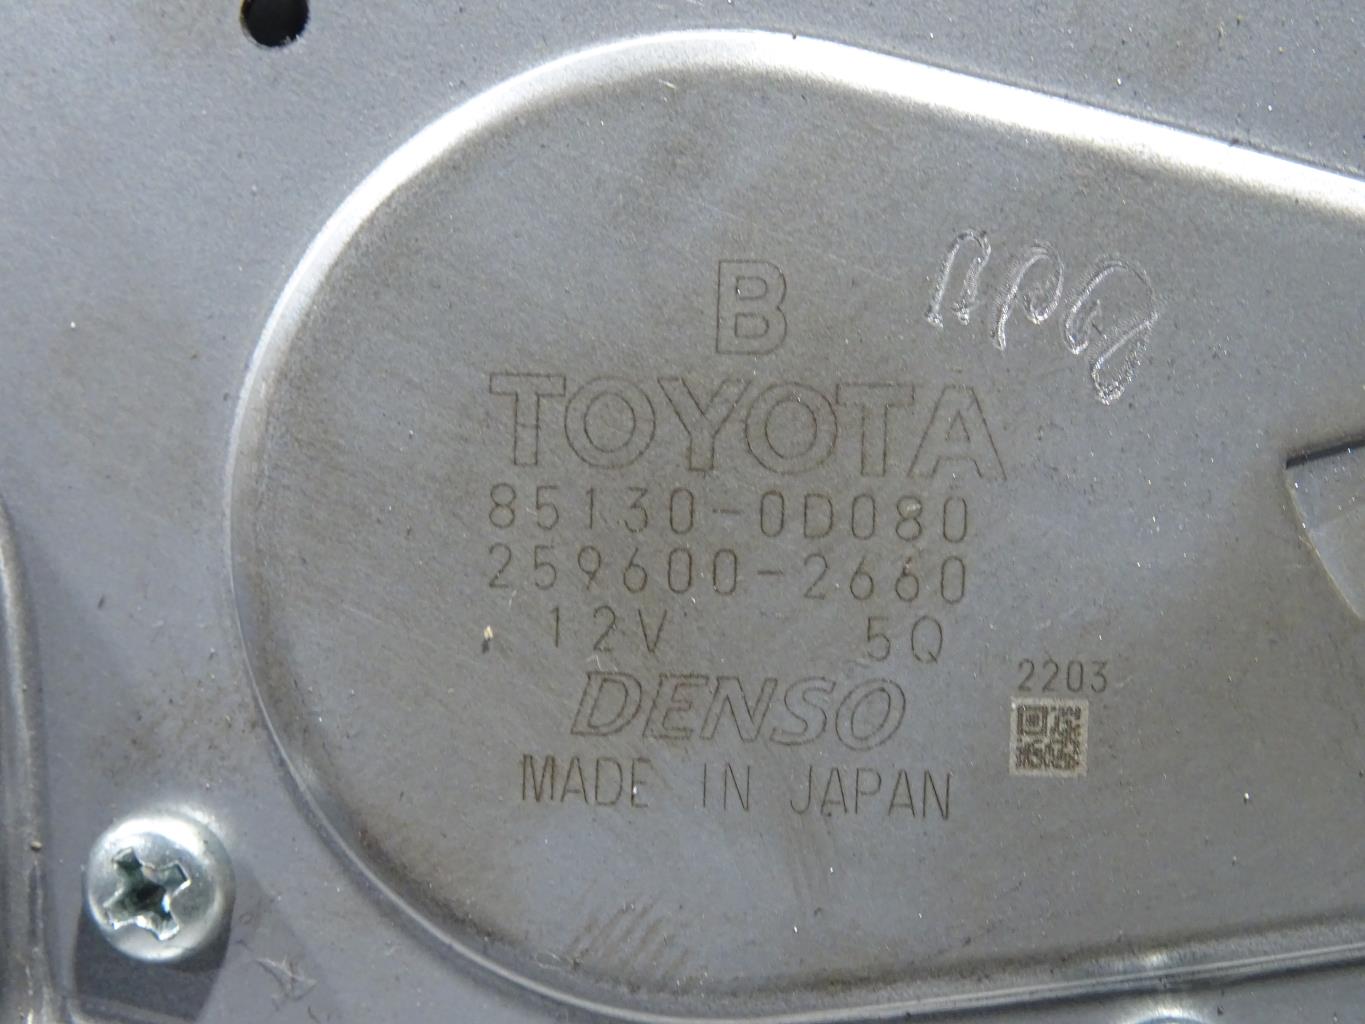 B
TOYOTA
85130-0D080
259600-2660
12V 5Q
DENSO
2203
MADE IN JAPAN